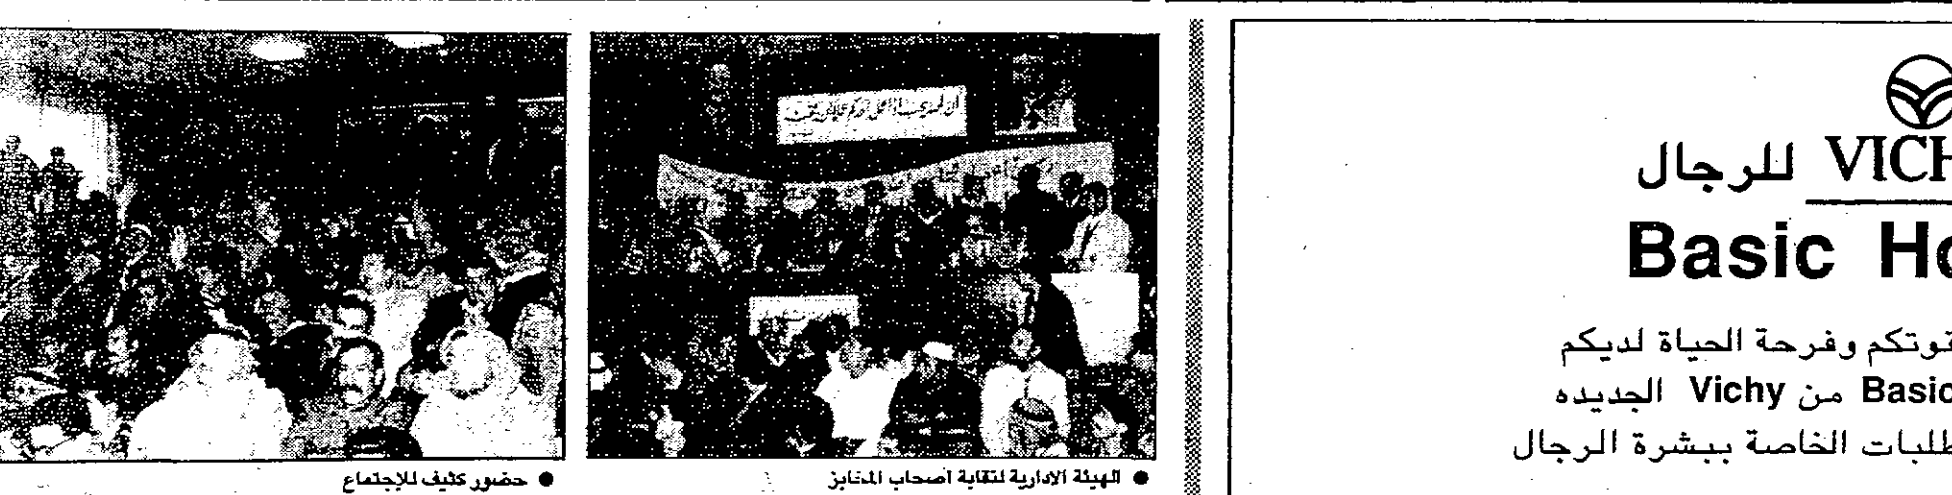 VICH للرجال
Basic Ho
قوتكم وفرحة الحياة لديكم
Basic من Vichy الجديده
طلبات الخاصة ببشرة الرجال
● الهيئة الادارية لنقابة أصحاب المخابز
● حضور كثيف للإجتماع